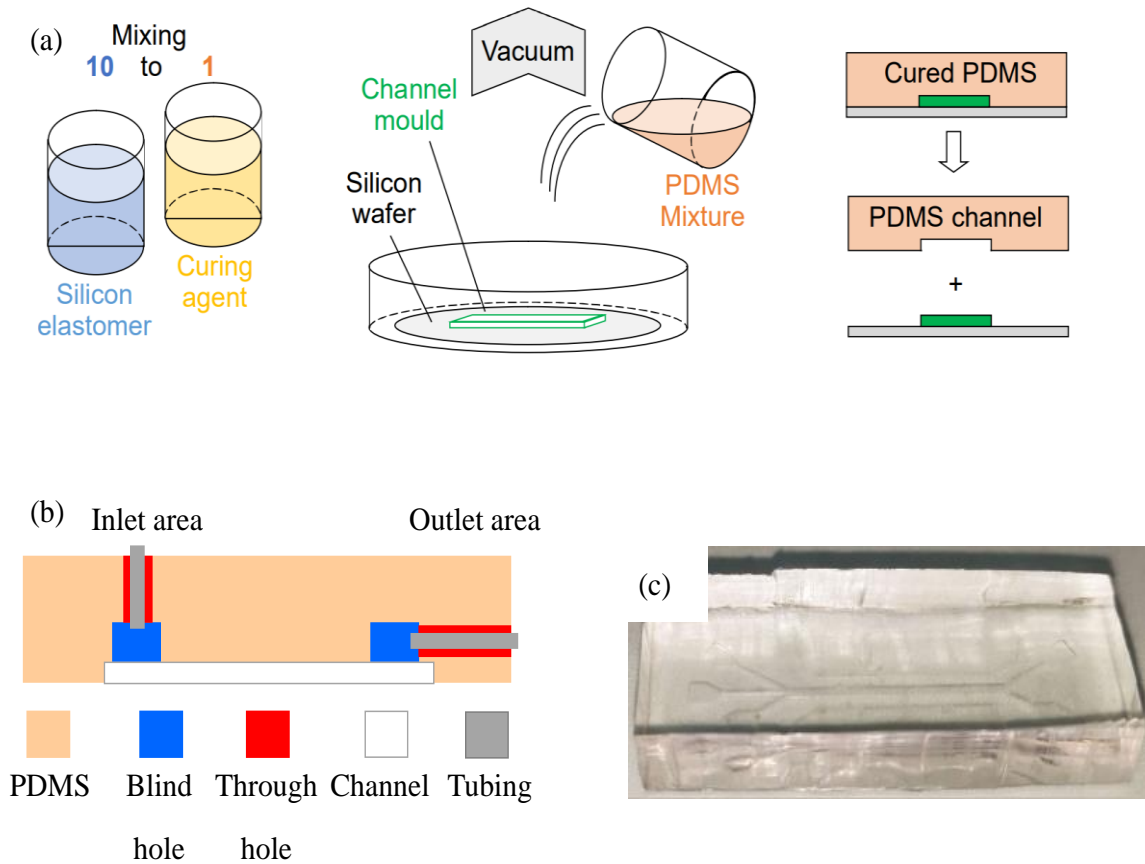 (a)
Mixing
10 to 1
Silicon
elastomer
Curing
agent
Vacuum
Channel
mould
Silicon
wafer
PDMS
Mixture
Cured PDMS
PDMS channel
+
(b)
Inlet area
Outlet area
PDMS
Blind
hole
Through
hole
Channel
Tubing
(c)